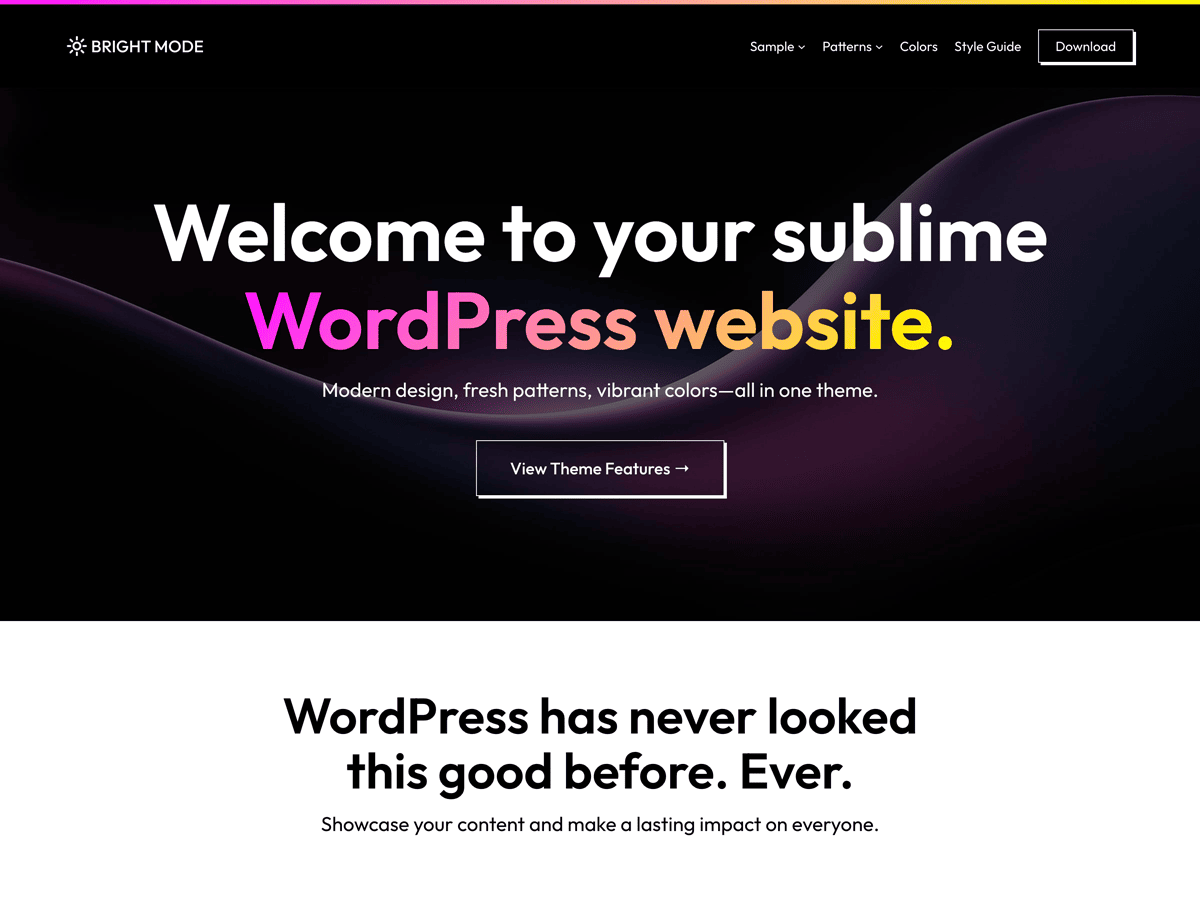 BRIGHT MODE
Sample Patterns Colors Style Guide Download
Welcome to your sublime
WordPress website.
Modern design, fresh patterns, vibrant colors—all in one theme.
View Theme Features →
WordPress has never looked
this good before. Ever.
Showcase your content and make a lasting impact on everyone.